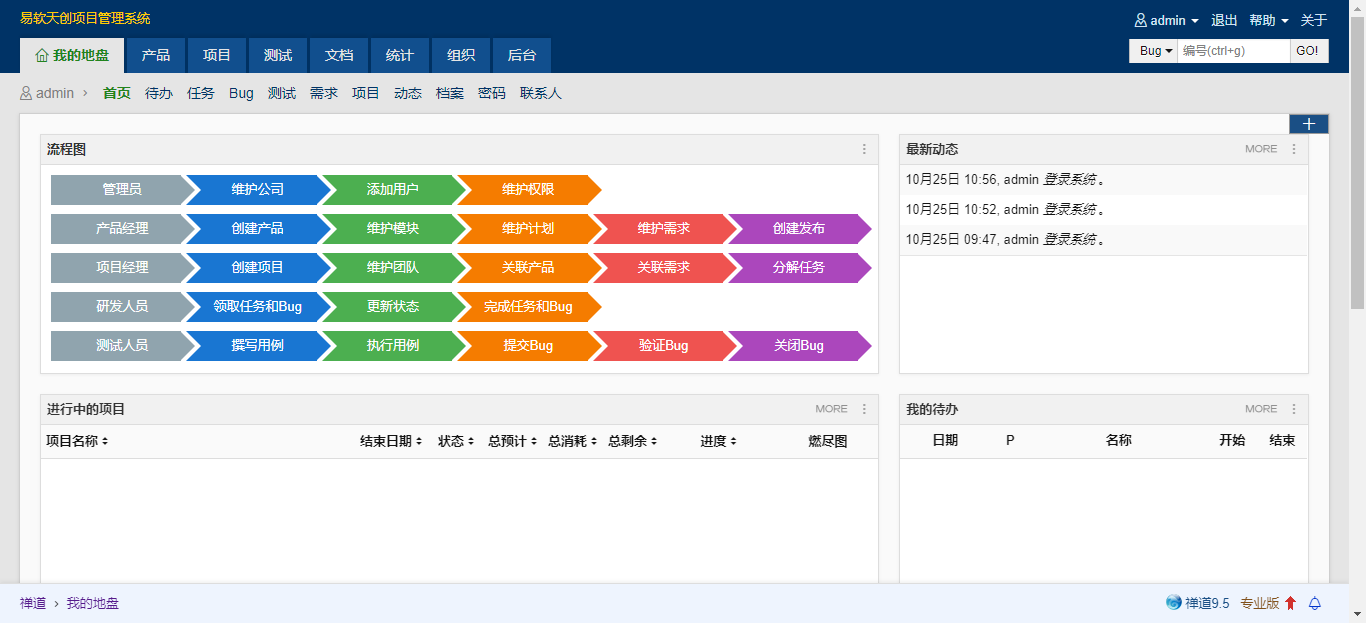 易软天创项目管理系统
admin 退出 帮助 关于
我的地盘 产品 项目 测试 文档 统计 组织 后台
Bug 编号(ctrl+g) GO!
admin › 首页 待办 任务 Bug 测试 需求 项目 动态 档案 密码 联系人
流程图
管理员 维护公司 添加用户 维护权限
产品经理 创建产品 维护模块 维护计划 维护需求 创建发布
项目经理 创建项目 维护团队 关联产品 关联需求 分解任务
研发人员 领取任务和Bug 更新状态 完成任务和Bug
测试人员 撰写用例 执行用例 提交Bug 验证Bug 关闭Bug
最新动态 MORE
10月25日 10:56, admin 登录系统 。
10月25日 10:52, admin 登录系统 。
10月25日 09:47, admin 登录系统 。
进行中的项目 MORE
项目名称 结束日期 状态 总预计 总消耗 总剩余 进度 燃尽图
我的待办 MORE
日期 P 名称 开始 结束
禅道 › 我的地盘
禅道9.5 专业版